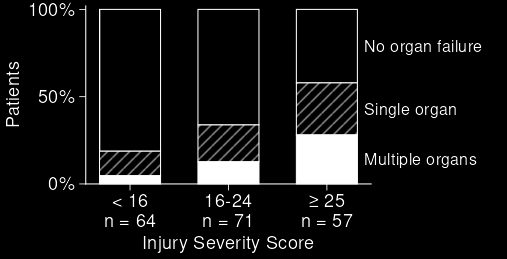 100%
50%
0%
Patients
No organ failure
Single organ
Multiple organs
< 16
16-24
≥ 25
n = 64
n = 71
n = 57
Injury Severity Score